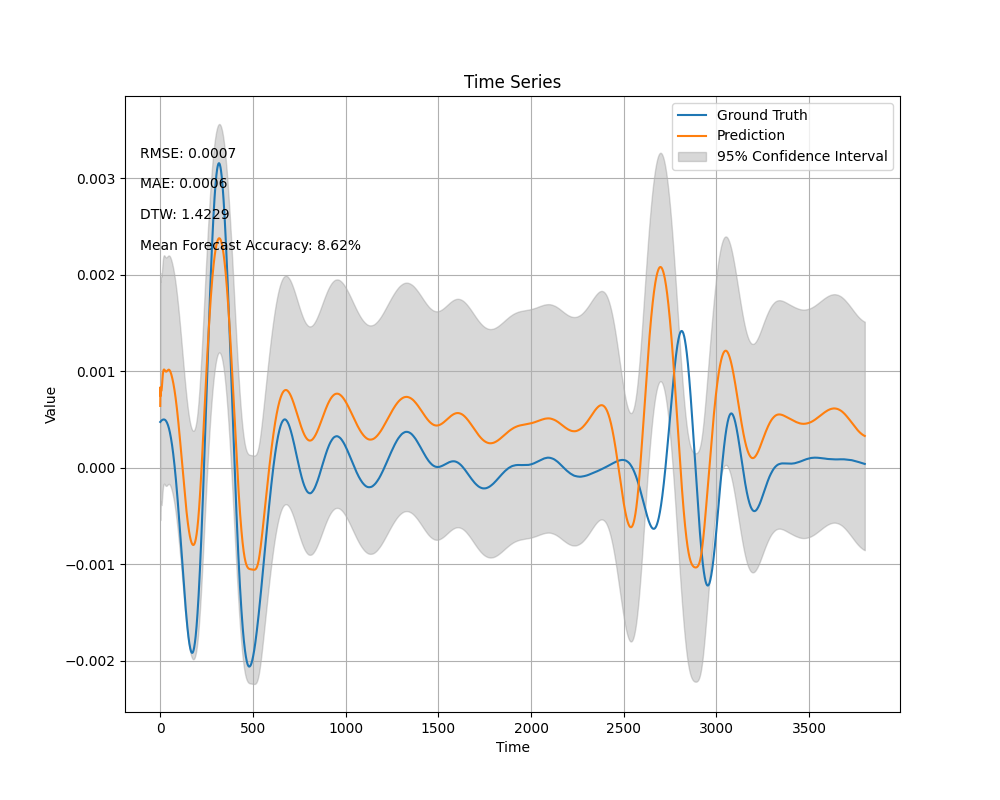 Time Series
Ground Truth
Prediction
95% Confidence Interval
RMSE: 0.0007
MAE: 0.0006
DTW: 1.4229
Mean Forecast Accuracy: 8.62%
Value
0.003
0.002
0.001
0.000
−0.001
−0.002
0 500 1000 1500 2000 2500 3000 3500
Time